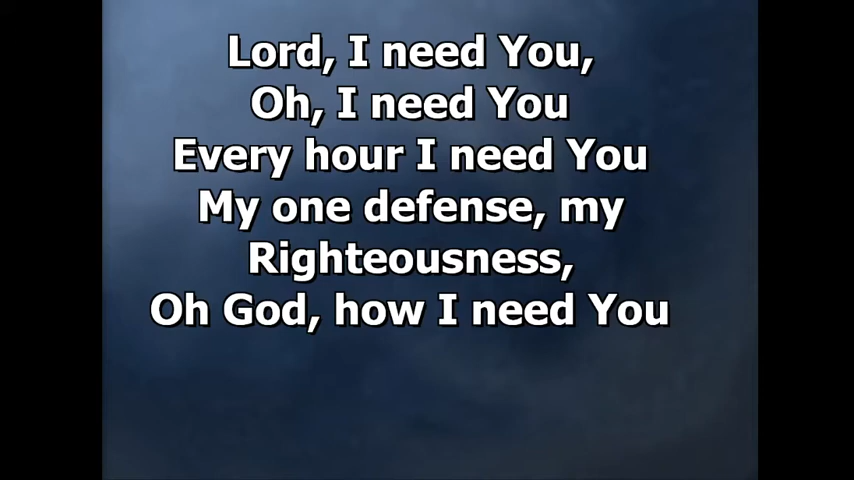 Lord, I need You,
Oh, I need You
Every hour I need You
My one defense, my
Righteousness,
Oh God, how I need You